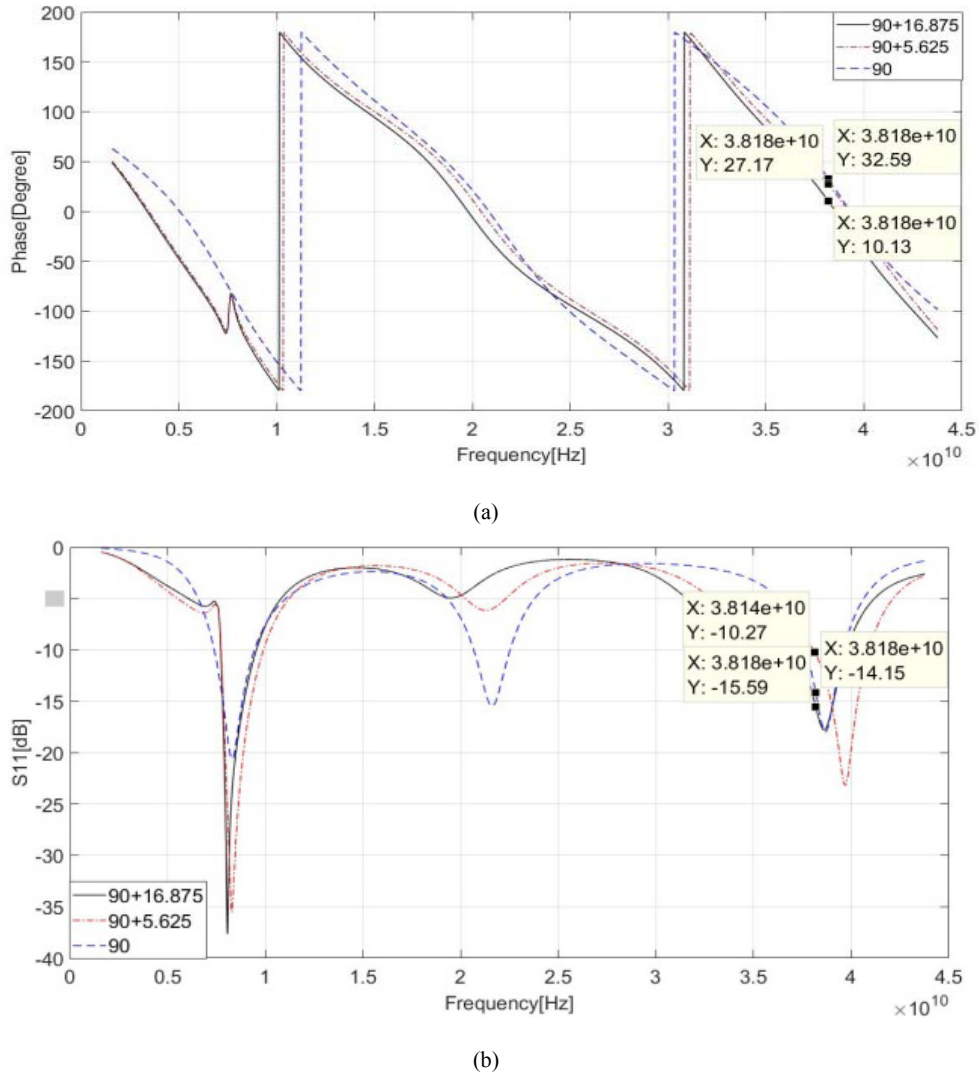 200
150
100
50
0
-50
-100
-150
-200
Phase[Degree]
90+16.875
90+5.625
90
X: 3.818e+10
Y: 27.17
X: 3.818e+10
Y: 32.59
X: 3.818e+10
Y: 10.13
0 0.5 1 1.5 2 2.5 3 3.5 4 4.5
Frequency[Hz]
×10^10
(a)
0
-5
-10
-15
-20
-25
-30
-35
-40
S11[dB]
X: 3.814e+10
Y: -10.27
X: 3.818e+10
Y: -15.59
X: 3.818e+10
Y: -14.15
90+16.875
90+5.625
90
0 0.5 1 1.5 2 2.5 3 3.5 4 4.5
Frequency[Hz]
×10^10
(b)